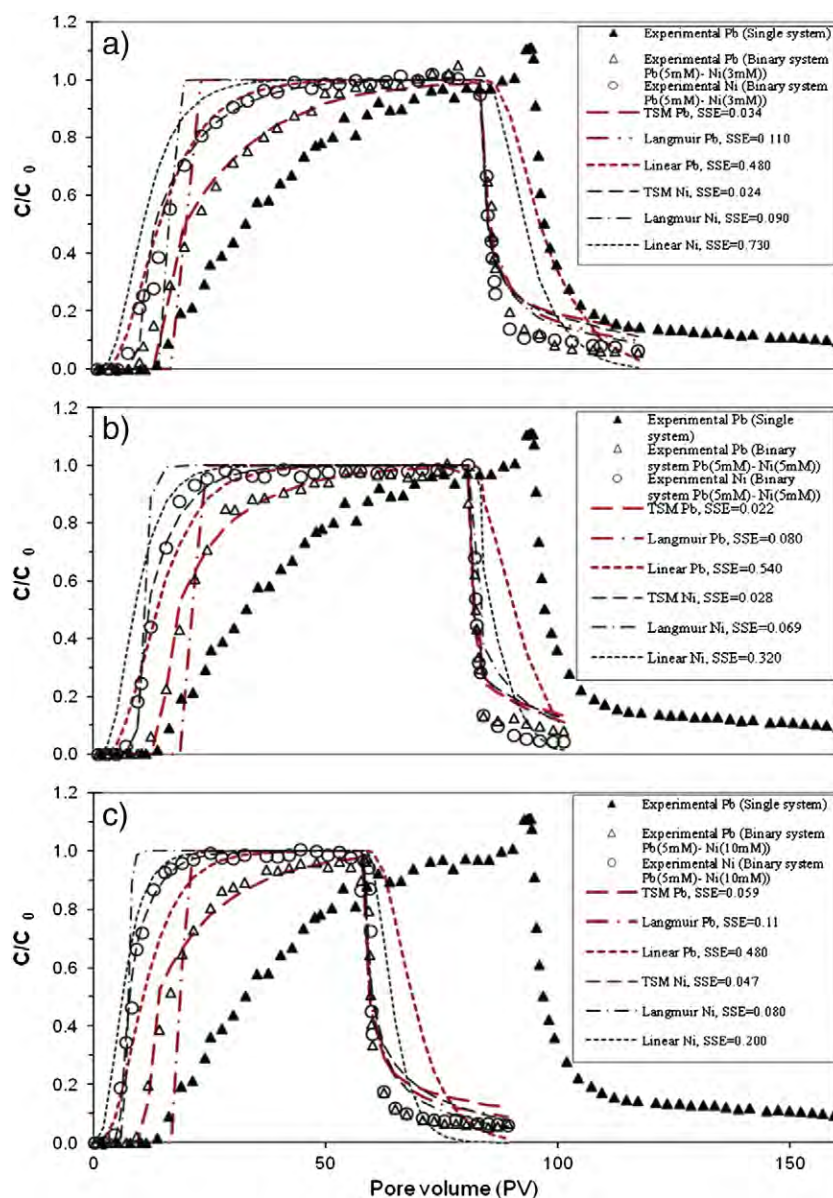 a)
1.2
1.0
0.8
0.6
0.4
0.2
0.0
C/C 0
Experimental Pb (Single system)
Experimental Pb (Binary system
Pb(5mM)- Ni(3mM))
Experimental Ni (Binary system
Pb(5mM)- Ni(3mM))
TSM Pb, SSE=0.034
Langmuir Pb, SSE=0.110
Linear Pb, SSE=0.480
TSM Ni, SSE=0.024
Langmuir Ni, SSE=0.090
Linear Ni, SSE=0.730
b)
1.2
1.0
0.8
0.6
0.4
0.2
0.0
C/C 0
Experimental Pb (Single
system)
Experimental Pb (Binary
system Pb(5mM)- Ni(5mM))
Experimental Ni (Binary
system Pb(5mM)- Ni(5mM))
TSM Pb, SSE=0.022
Langmuir Pb, SSE=0.080
Linear Pb, SSE=0.540
TSM Ni, SSE=0.028
Langmuir Ni, SSE=0.069
Linear Ni, SSE=0.320
c)
1.2
1.0
0.8
0.6
0.4
0.2
0.0
C/C 0
Experimental Pb (Single system)
Experimental Pb (Binary system
Pb(5mM)- Ni(10mM))
Experimental Ni (Binary system
Pb(5mM)- Ni(10mM))
TSM Pb, SSE=0.059
Langmuir Pb, SSE=0.11
Linear Pb, SSE=0.480
TSM Ni, SSE=0.047
Langmuir Ni, SSE=0.080
Linear Ni, SSE=0.200
0 50 100 150
Pore volume (PV)